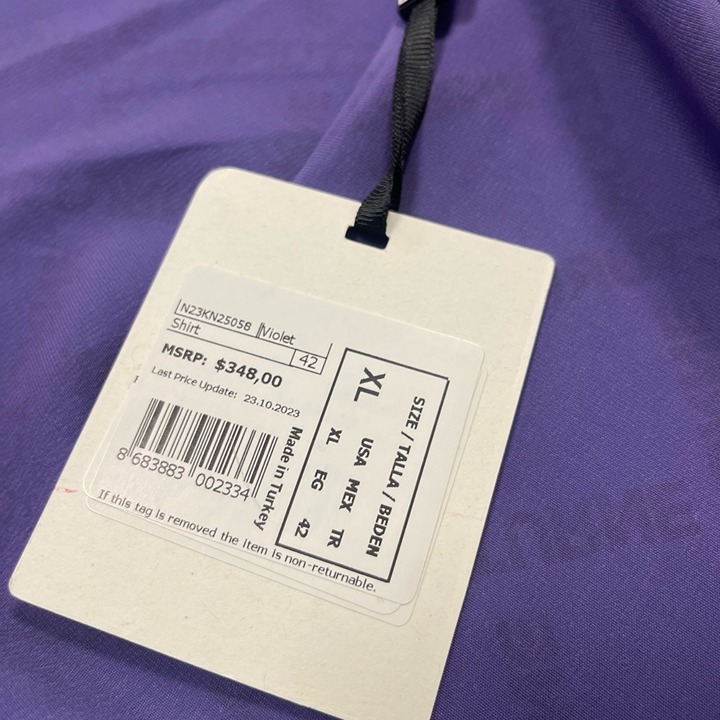 N23KN25058 Violet
Shirt 42
MSRP: $348,00
Last Price Update: 23.10.2023
8 683883 002334
Made in Turkey
If this tag is removed the item is non-returnable.
SIZE / TALLA / BEDEN
USA MEX TR
XL
XL EG 42